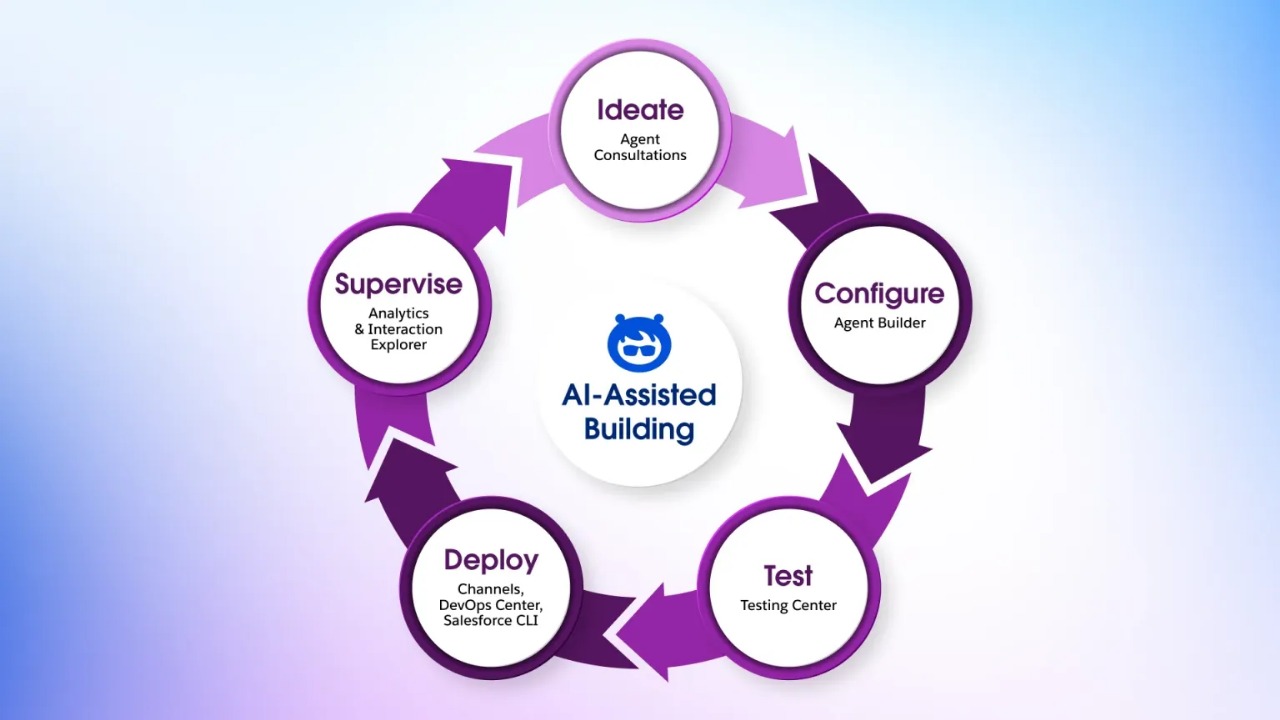 Ideate
Agent
Consultations
Configure
Agent Builder
Test
Testing Center
Deploy
Channels,
DevOps Center,
Salesforce CLI
Supervise
Analytics
& Interaction
Explorer
AI-Assisted
Building